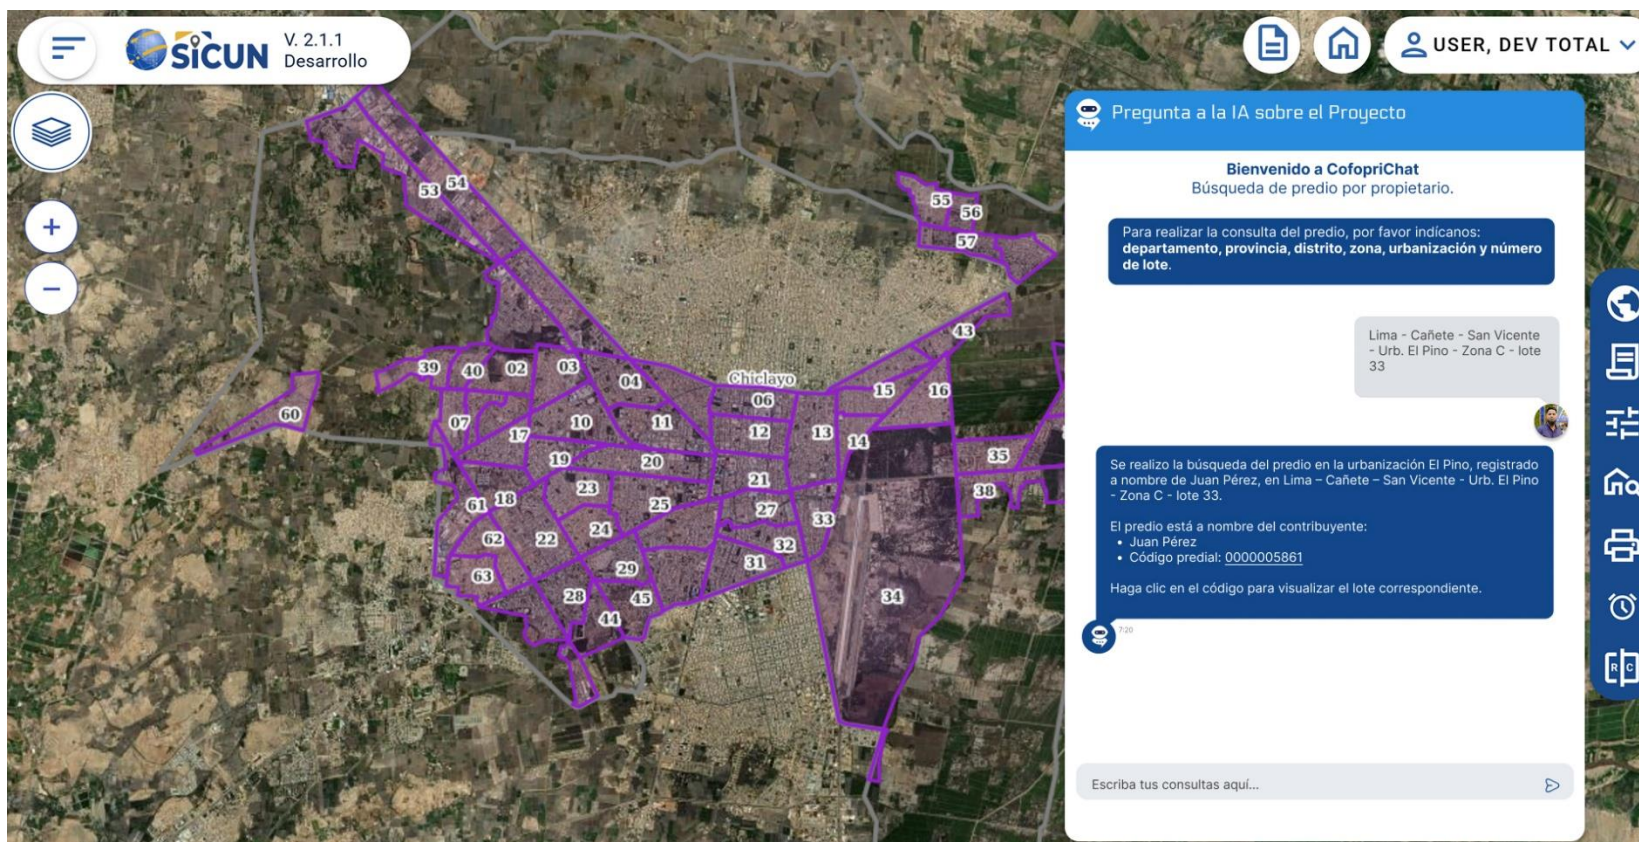 SICUN
V. 2.1.1
Desarrollo
USER, DEV TOTAL
Pregunta a la IA sobre el Proyecto
Bienvenido a CofopriChat
Búsqueda de predio por propietario.
Para realizar la consulta del predio, por favor indícanos:
departamento, provincia, distrito, zona, urbanización y número
de lote.
Lima - Cañete - San Vicente
- Urb. El Pino - Zona C - lote
33
Se realizo la búsqueda del predio en la urbanización El Pino, registrado
a nombre de Juan Pérez, en Lima – Cañete – San Vicente - Urb. El Pino
- Zona C - lote 33.
El predio está a nombre del contribuyente:
• Juan Pérez
• Código predial: 0000005861
Haga clic en el código para visualizar el lote correspondiente.
7:20
Escriba tus consultas aquí...
R C
53
54
55
56
57
43
39
40
02
03
04
Chiclayo
06
15
16
60
07
17
10
11
12
13
14
19
20
35
61
18
23
25
21
38
62
22
24
27
33
63
29
32
31
28
45
34
44